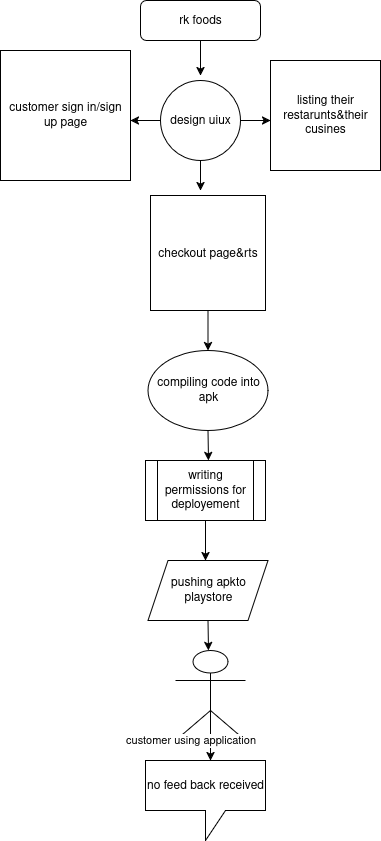 rk foods
customer sign in/sign
up page
design uiux
listing their
restarunts&their
cusines
checkout page&rts
compiling code into
apk
writing
permissions for
deployement
pushing apkto
playstore
customer using application
no feed back received